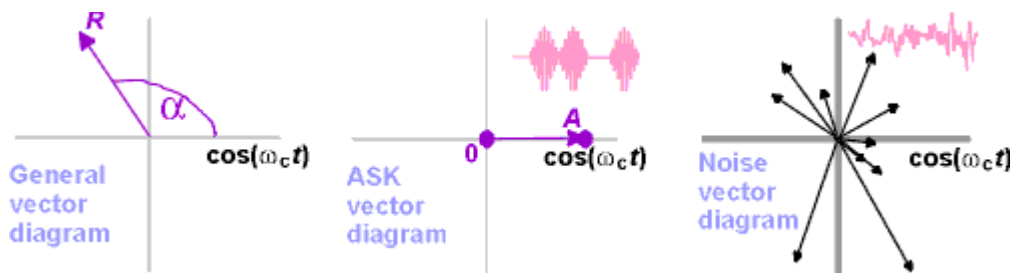 R
α
cos(ωct)
General
vector
diagram
A
0
cos(ωct)
ASK
vector
diagram
cos(ωct)
Noise
vector
diagram